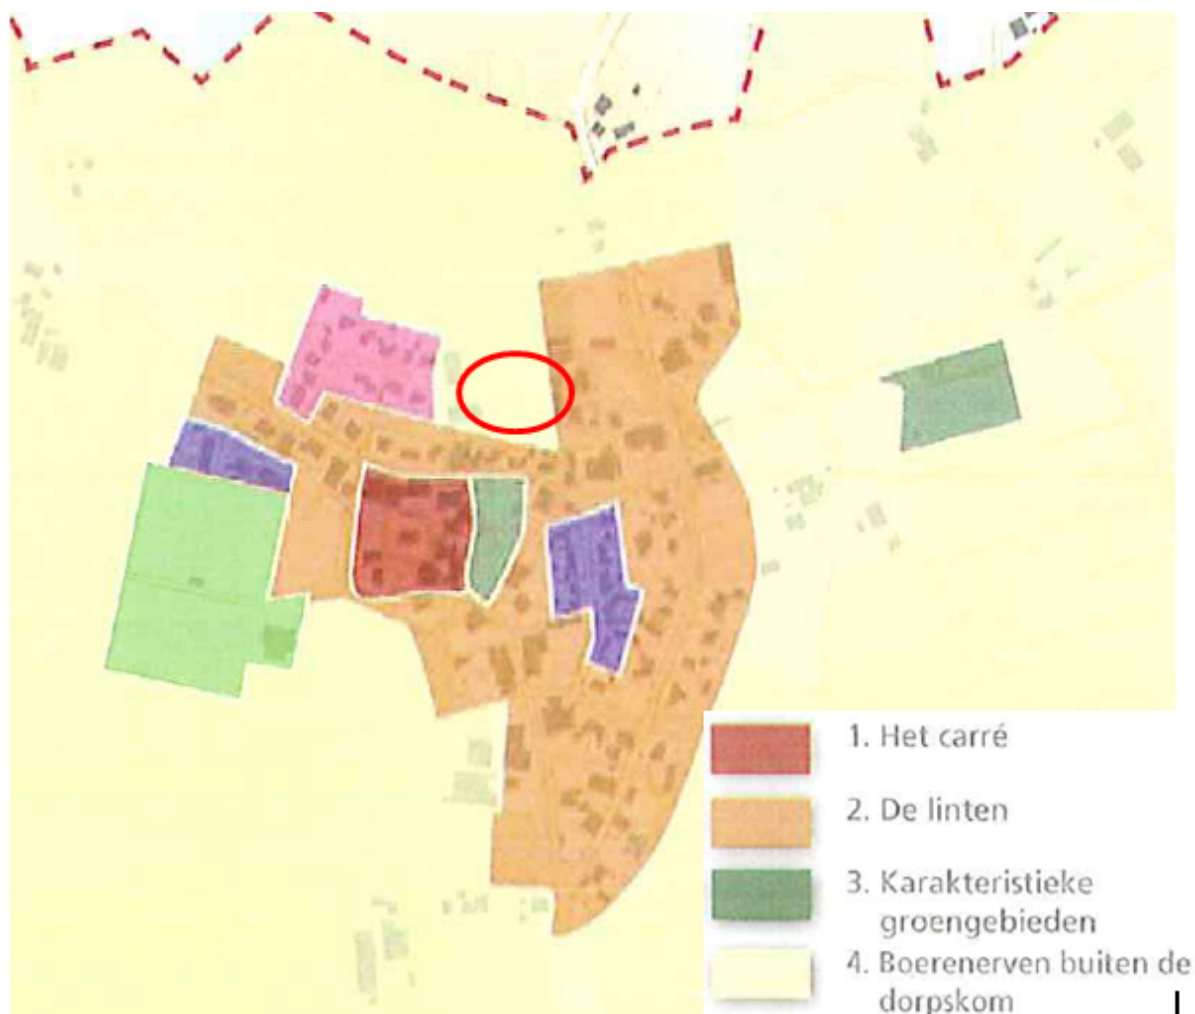 1. Het carré
2. De linten
3. Karakteristieke
groengebieden
4. Boerenerven buiten de
dorpskom